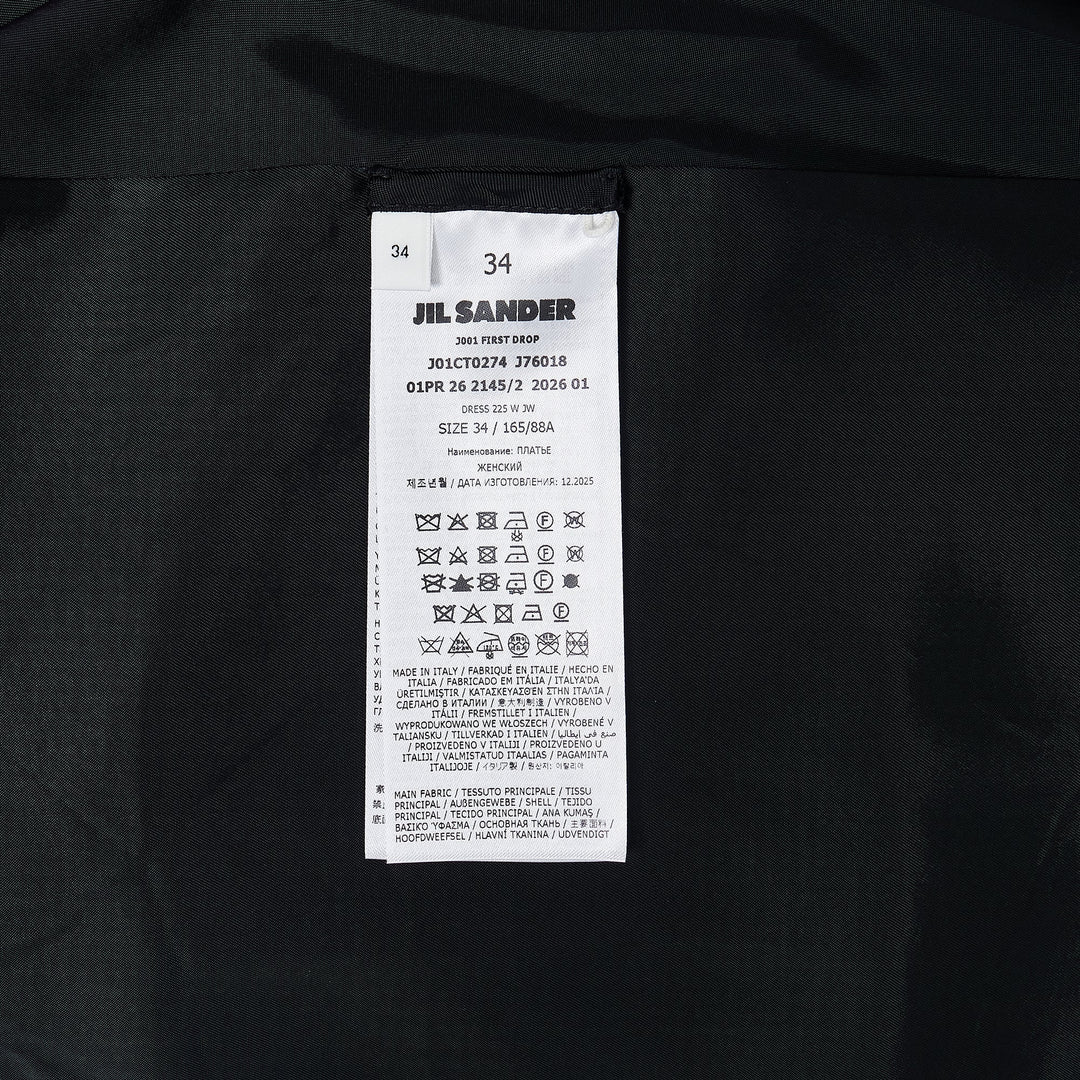 34
34
JIL SANDER
J001 FIRST DROP
J01CT0274 J76018
01PR 26 2145/2 2026 01
DRESS 225 W JW
SIZE 34 / 165/88A
Наименование: ПЛАТЬЕ
ЖЕНСКИЙ
제조년월 / ДАТА ИЗГОТОВЛЕНИЯ: 12.2025
MADE IN ITALY / FABRIQUÉ EN ITALIE / HECHO EN
ITALIA / FABRICADO EM ITÁLIA / ITALYA'DA
ÜRETILMIŞTIR / ΚΑΤΑΣΚΕΥΑΣΘΕΝ ΣΤΗΝ ΙΤΑΛΊΑ /
СДЕЛАНО В ИТАЛИИ / 意大利制造 / VYROBENO V
ITÁLII / FREMSTILLET I ITALIEN /
WYPRODUKOWANO WE WŁOSZECH / VYROBENÉ V
TALIANSKU / TILLVERKAD I ITALIEN / صنع في إيطاليا
/ PROIZVEDENO V ITALIJI / PROIZVEDENO U
ITALIJI / VALMISTATUD ITAALIAS / PAGAMINTA
ITALIJOJE / イタリア製 / 원산지: 이탈리아
MAIN FABRIC / TESSUTO PRINCIPALE / TISSU
PRINCIPAL / AUßENGEWEBE / SHELL / TEJIDO
PRINCIPAL / TECIDO PRINCIPAL / ANA KUMAŞ /
ΒΑΣΙΚΌ ΎΦΑΣΜΑ / ОСНОВНАЯ ТКАНЬ / 主要面料 /
HOOFDWEEFSEL / HLAVNÍ TKANINA / UDVENDIGT